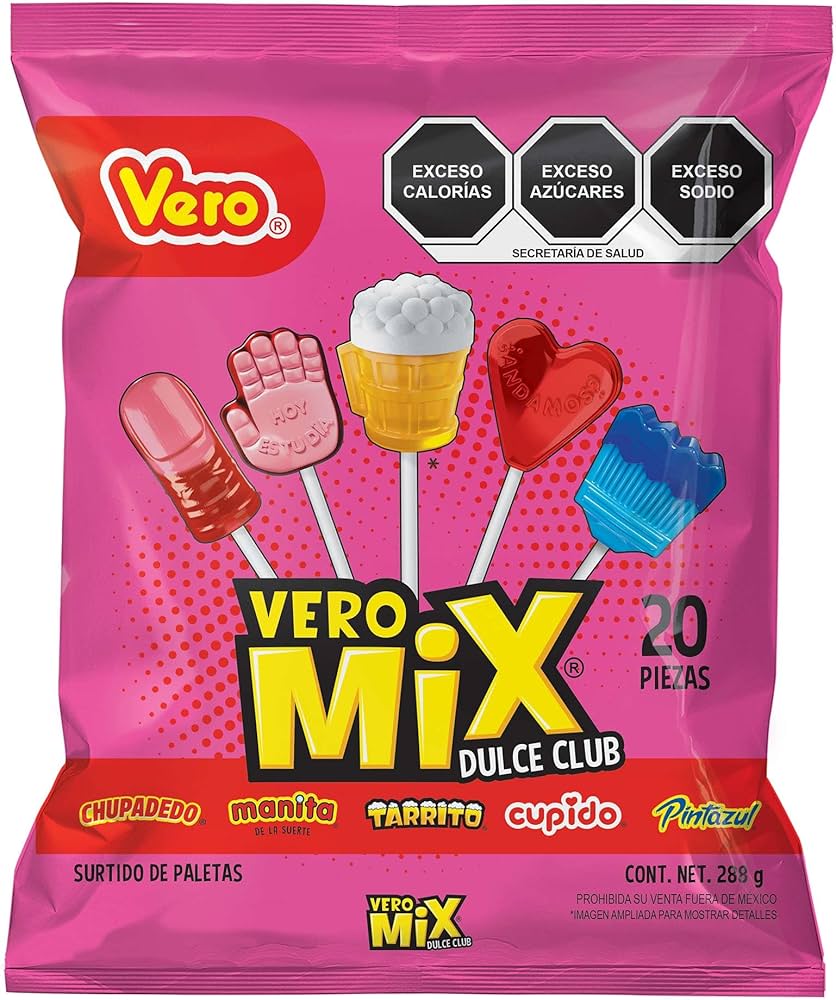 Vero®
EXCESO
CALORÍAS
EXCESO
AZÚCARES
EXCESO
SODIO
SECRETARÍA DE SALUD
HOY
ESTUDIA
¿ANDAMOS?
*
VERO
MiX®
DULCE CLUB
20
PIEZAS
CHUPADEDO®
manita®
DE LA SUERTE
TARRITO®
cupido®
Pintazul
SURTIDO DE PALETAS
CONT. NET. 288 g
PROHIBIDA SU VENTA FUERA DE MÉXICO
*IMAGEN AMPLIADA PARA MOSTRAR DETALLES
VERO
MiX®
DULCE CLUB